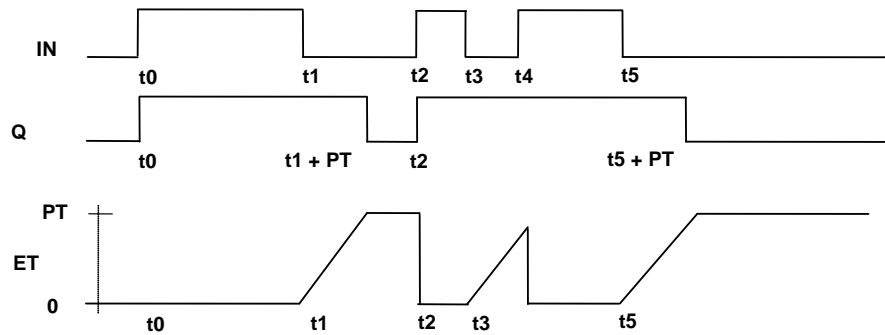 IN
t0 t1 t2 t3 t4 t5
Q
t0 t1 + PT t2 t5 + PT
PT
ET
0
t0 t1 t2 t3 t5